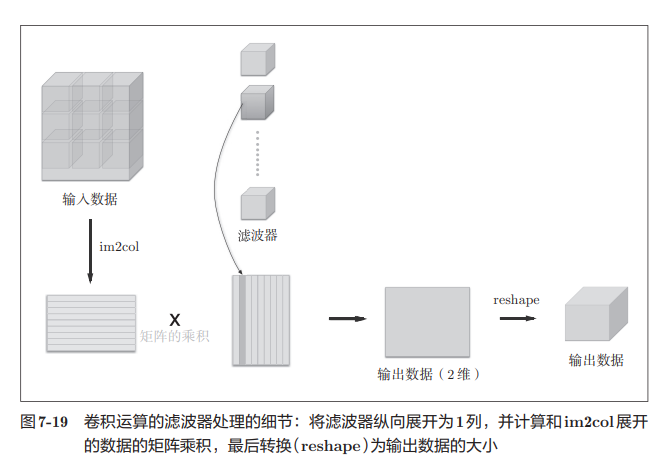 输入数据
滤波器
im2col
X
矩阵的乘积
reshape
输出数据（2维）
输出数据
图7-19 卷积运算的滤波器处理的细节：将滤波器纵向展开为1列，并计算和im2col展开
的数据的矩阵乘积，最后转换（reshape）为输出数据的大小